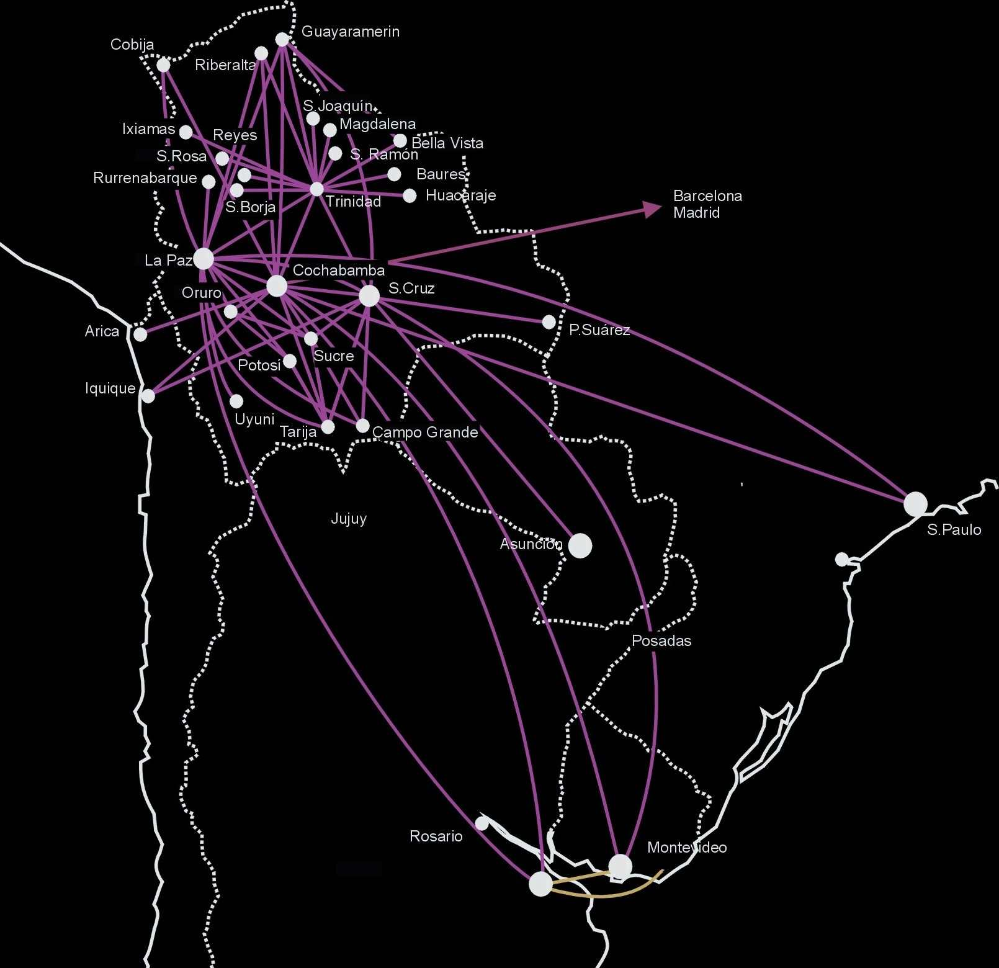 Guayaramerin
Cobija
Riberalta
S.Joaquín
Magdalena
Ixiamas
Reyes
Bella Vista
S.Rosa
S. Ramón
Rurrenabarque
Baures
Huacaraje
Trinidad
S.Borja
Barcelona
Madrid
La Paz
Cochabamba
S.Cruz
Oruro
Arica
P.Suárez
Sucre
Potosí
Iquique
Uyuni
Tarija
Campo Grande
Jujuy
S.Paulo
Asunción
Posadas
Rosario
Montevideo